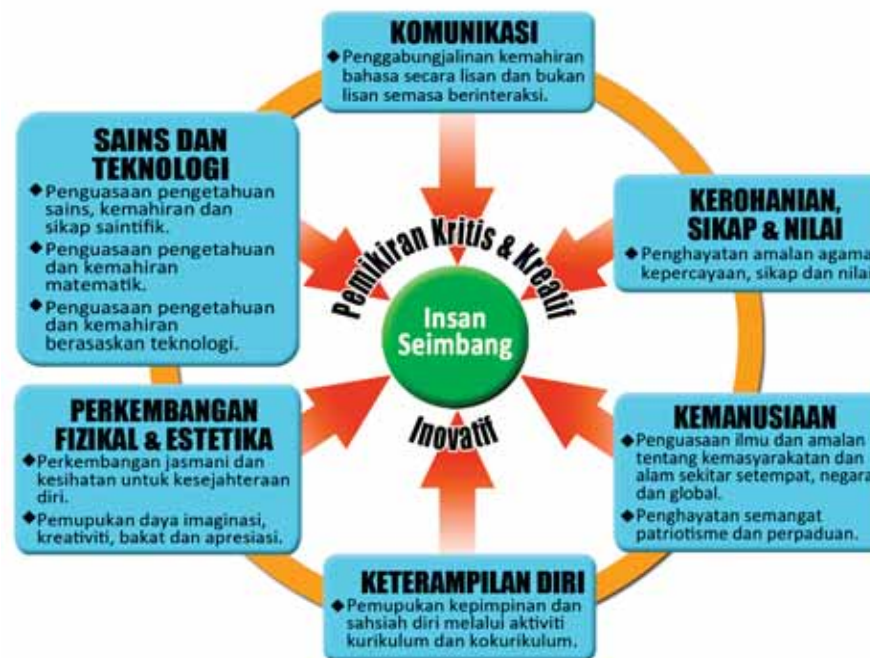 KOMUNIKASI
◆Penggabungjalinan kemahiran
bahasa secara lisan dan bukan
lisan semasa berinteraksi.
SAINS DAN
TEKNOLOGI
◆Penguasaan pengetahuan
sains, kemahiran dan
sikap saintifik.
◆Penguasaan pengetahuan
dan kemahiran
matematik.
◆Penguasaan pengetahuan
dan kemahiran
berasaskan teknologi.
KEROHANIAN,
SIKAP & NILAI
◆Penghayatan amalan agama
kepercayaan, sikap dan nilai
Pemikiran Kritis & Kreatif
Insan
Seimbang
Inovatif
PERKEMBANGAN
FIZIKAL & ESTETIKA
◆Perkembangan jasmani dan
kesihatan untuk kesejahteraan
diri.
◆Pemupukan daya imaginasi,
kreativiti, bakat dan apresiasi.
KEMANUSIAAN
◆Penguasaan ilmu dan amalan
tentang kemasyarakatan dan
alam sekitar setempat, negara
dan global.
◆Penghayatan semangat
patriotisme dan perpaduan.
KETERAMPILAN DIRI
◆Pemupukan kepimpinan dan
sahsiah diri melalui aktiviti
kurikulum dan kokurikulum.